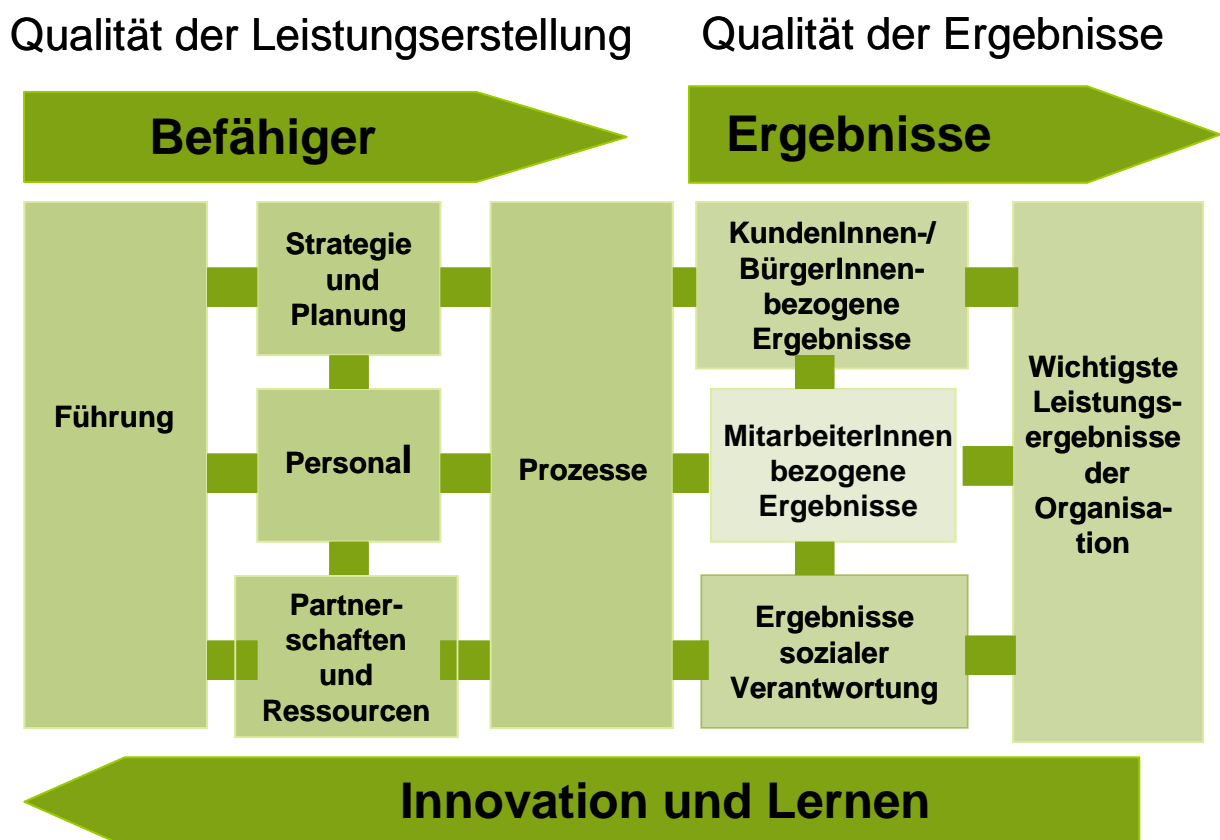 Qualität der Leistungserstellung
Qualität der Ergebnisse
Befähiger
Ergebnisse
Führung
Strategie
und
Planung
Personal
Partner-
schaften
und
Ressourcen
Prozesse
KundenInnen-/
BürgerInnen-
bezogene
Ergebnisse
MitarbeiterInnen
bezogene
Ergebnisse
Ergebnisse
sozialer
Verantwortung
Wichtigste
Leistungs-
ergebnisse
der
Organisa-
tion
Innovation und Lernen